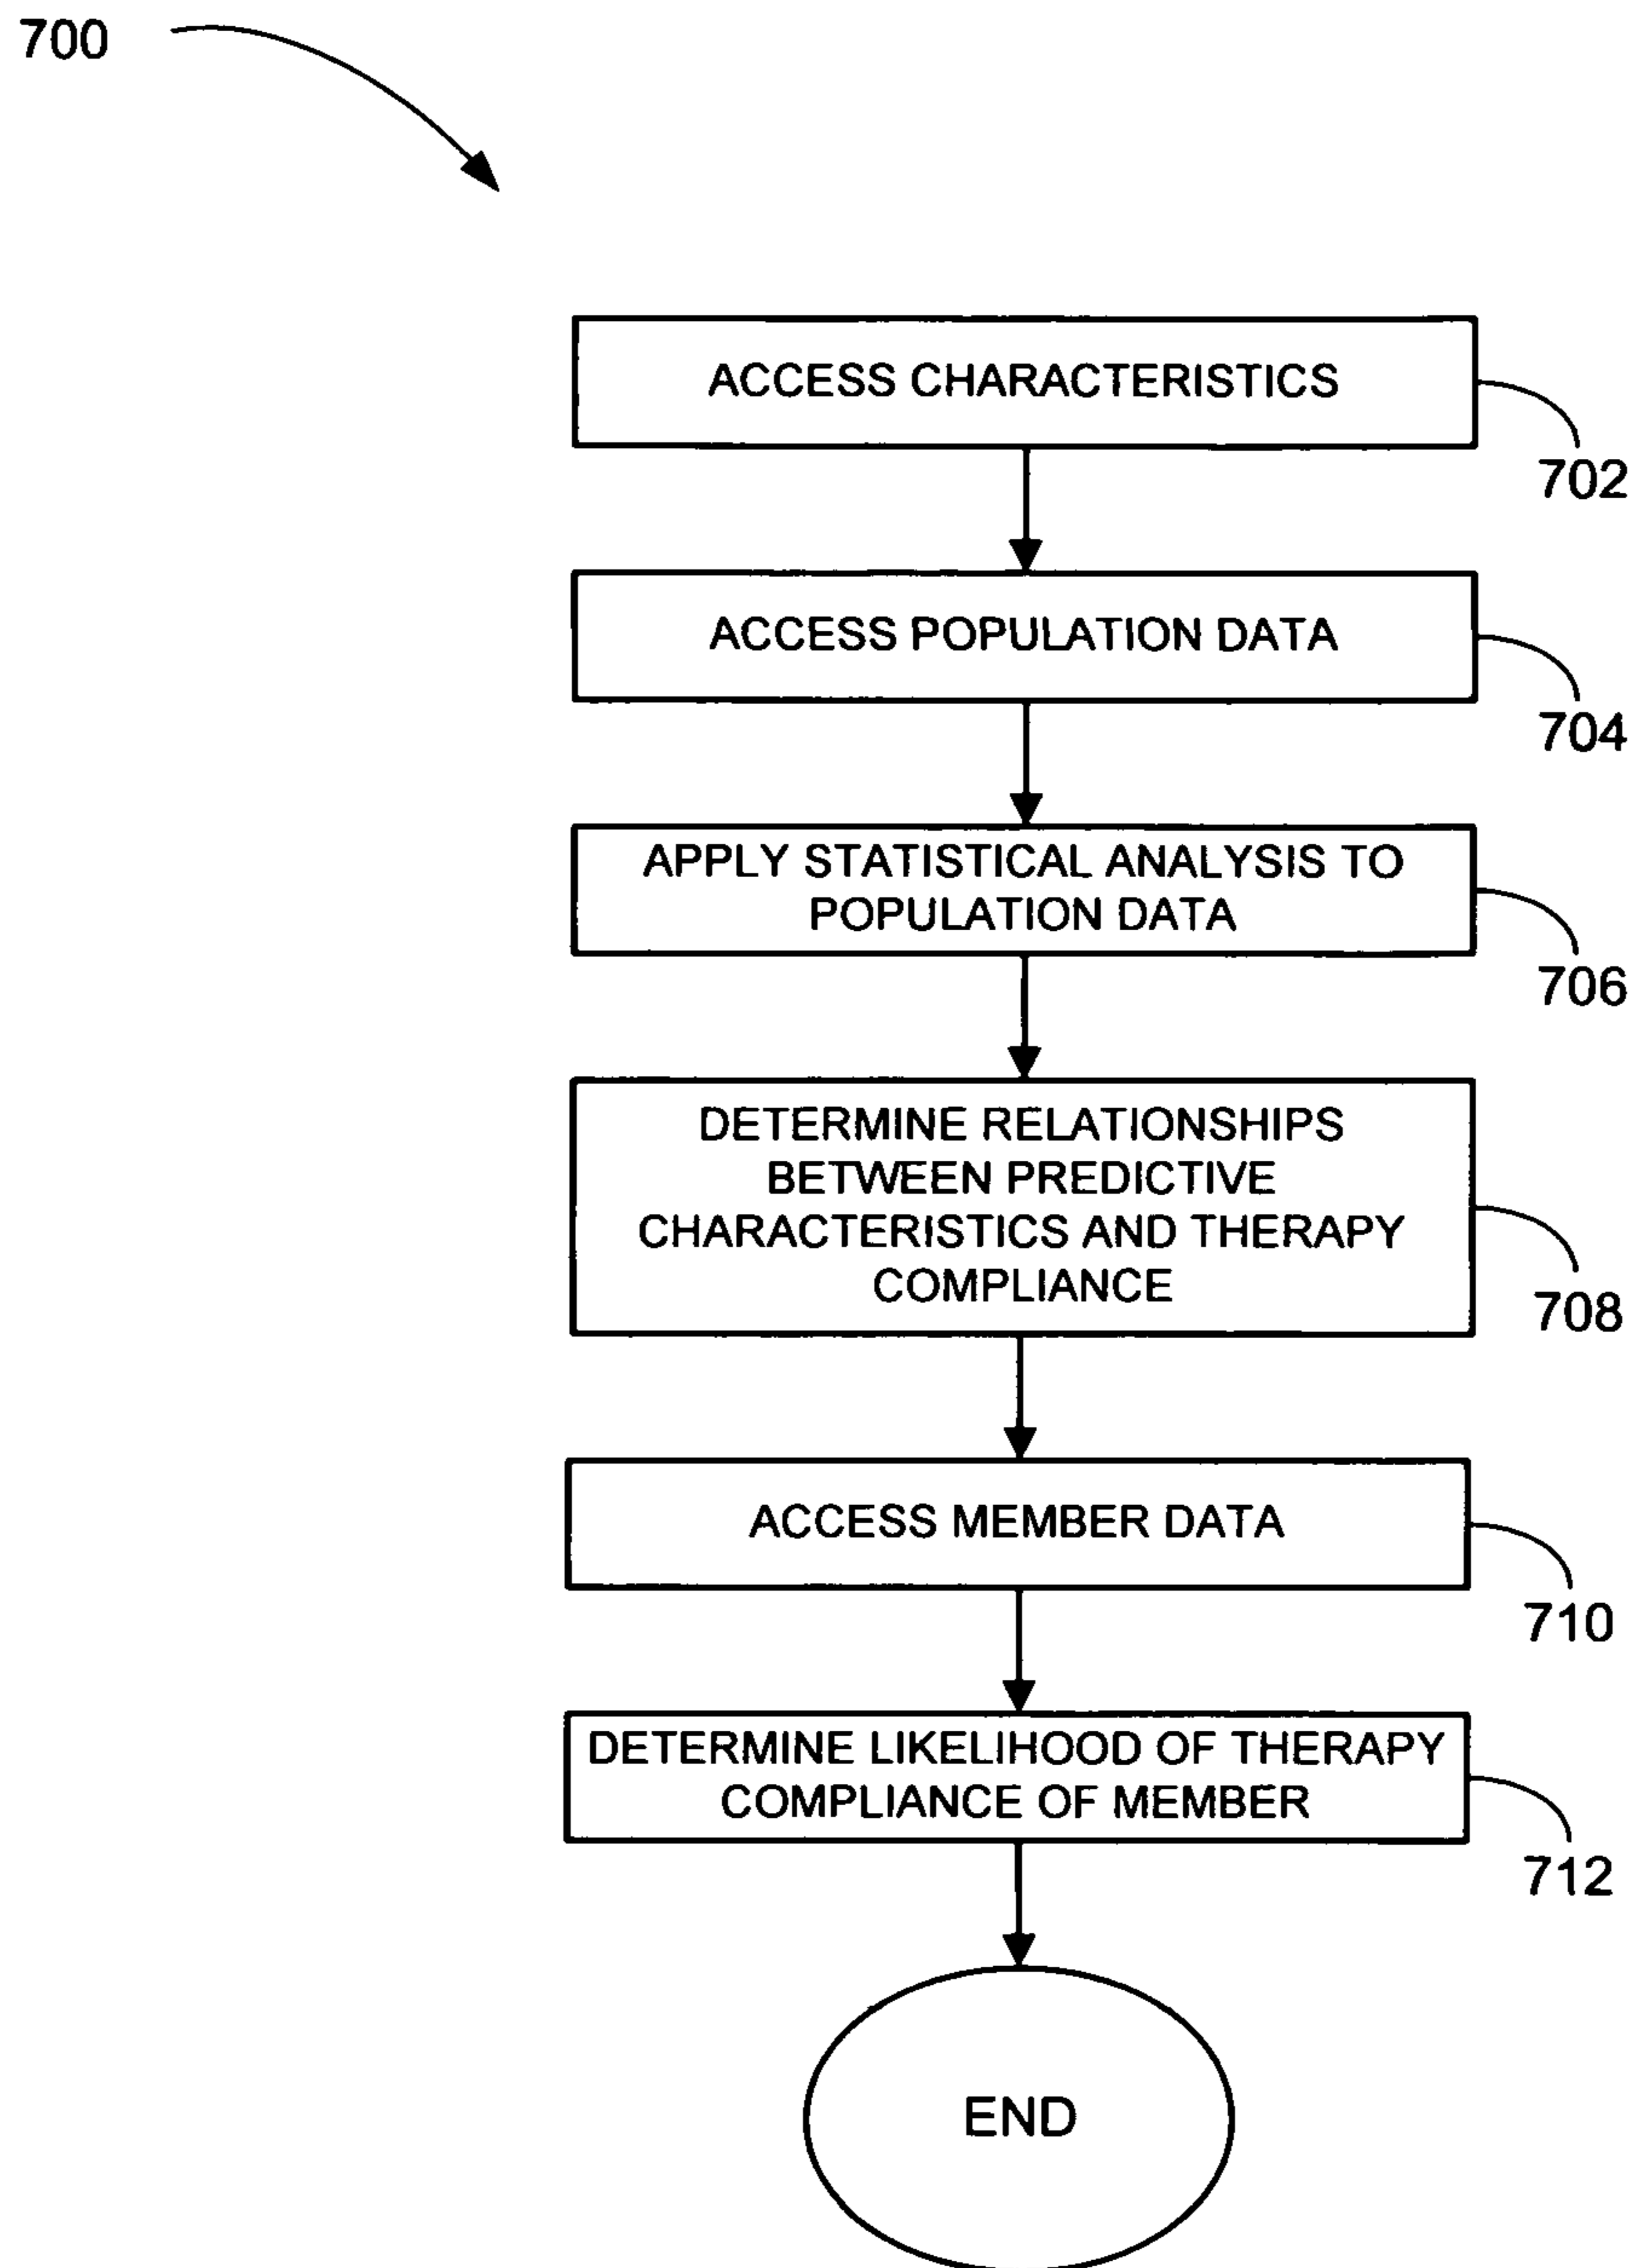 700
ACCESS CHARACTERISTICS
702
ACCESS POPULATION DATA
704
APPLY STATISTICAL ANALYSIS TO
POPULATION DATA
706
DETERMINE RELATIONSHIPS
BETWEEN PREDICTIVE
CHARACTERISTICS AND THERAPY
COMPLIANCE
708
ACCESS MEMBER DATA
710
DETERMINE LIKELIHOOD OF THERAPY
COMPLIANCE OF MEMBER
712
END